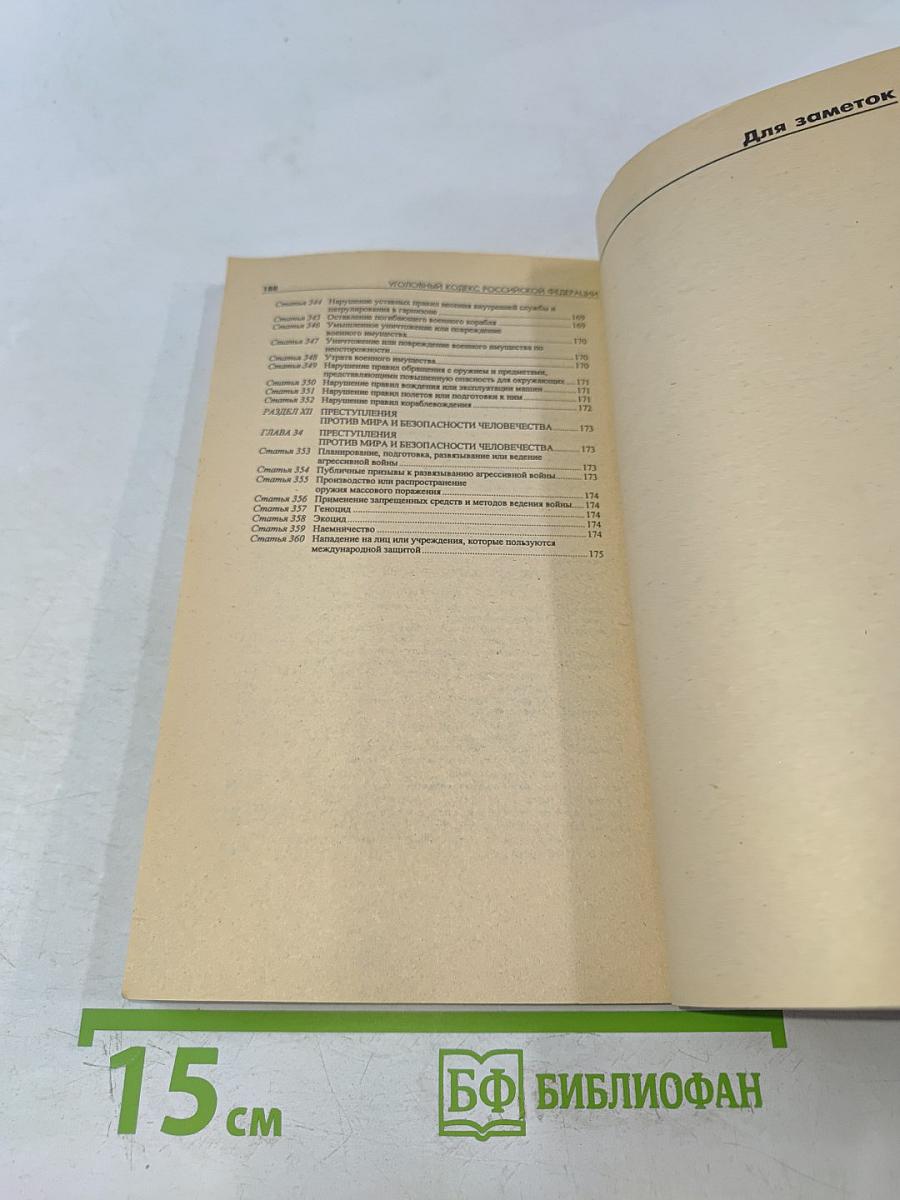 188 УГОЛОВНЫЙ КОДЕКС РОССИЙСКОЙ ФЕДЕРАЦИИ
Статья 344 Нарушение уставных правил несения внутренней службы и
патрулирования в гарнизоне 169
Статья 345 Оставление погибающего военного корабля 169
Статья 346 Умышленное уничтожение или повреждение
военного имущества 170
Статья 347 Уничтожение или повреждение военного имущества по
неосторожности 170
Статья 348 Утрата военного имущества 170
Статья 349 Нарушение правил обращения с оружием и предметами,
представляющими повышенную опасность для окружающих 171
Статья 350 Нарушение правил вождения или эксплуатации машин 171
Статья 351 Нарушение правил полетов или подготовки к ним 171
Статья 352 Нарушение правил кораблевождения 172
РАЗДЕЛ XII ПРЕСТУПЛЕНИЯ
ПРОТИВ МИРА И БЕЗОПАСНОСТИ ЧЕЛОВЕЧЕСТВА 173
ГЛАВА 34 ПРЕСТУПЛЕНИЯ
ПРОТИВ МИРА И БЕЗОПАСНОСТИ ЧЕЛОВЕЧЕСТВА 173
Статья 353 Планирование, подготовка, развязывание или ведение
агрессивной войны 173
Статья 354 Публичные призывы к развязыванию агрессивной войны 173
Статья 355 Производство или распространение
оружия массового поражения 174
Статья 356 Применение запрещенных средств и методов ведения войны 174
Статья 357 Геноцид 174
Статья 358 Экоцид 174
Статья 359 Наемничество 174
Статья 360 Нападение на лиц или учреждения, которые пользуются
международной защитой 175
Для заметок
15 см
БФ БИБЛИОФАН